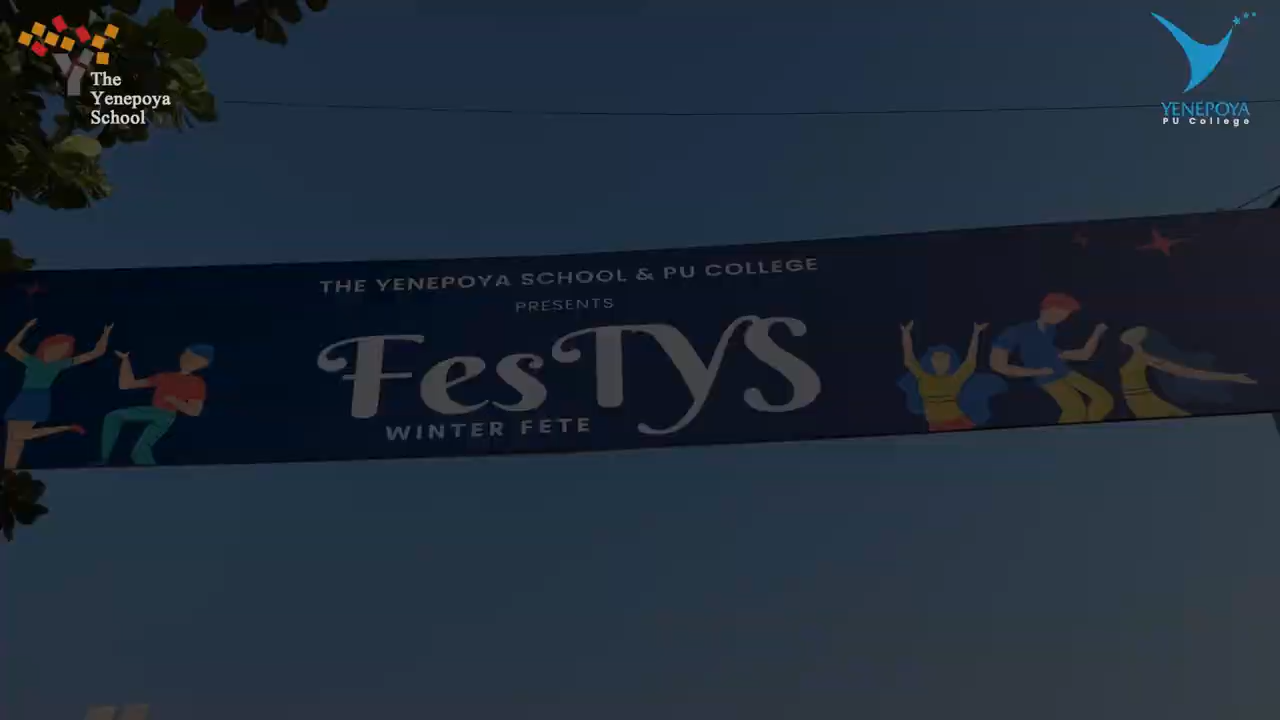 The
Yenepoya
School
YENEPOYA
PU College
THE YENEPOYA SCHOOL & PU COLLEGE
PRESENTS
FesTYS
WINTER FETE